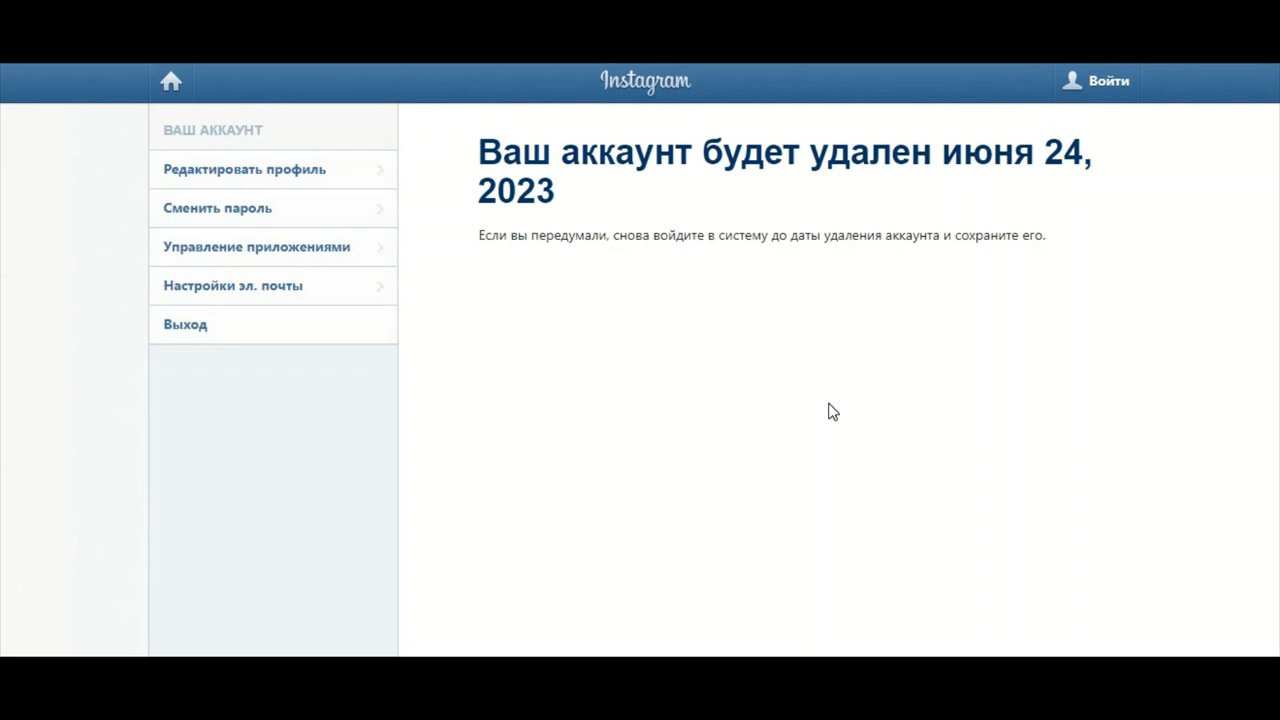 Instagram
Войти
ВАШ АККАУНТ
Редактировать профиль
Сменить пароль
Управление приложениями
Настройки эл. почты
Выход
Ваш аккаунт будет удален июня 24,
2023
Если вы передумали, снова войдите в систему до даты удаления аккаунта и сохраните его.